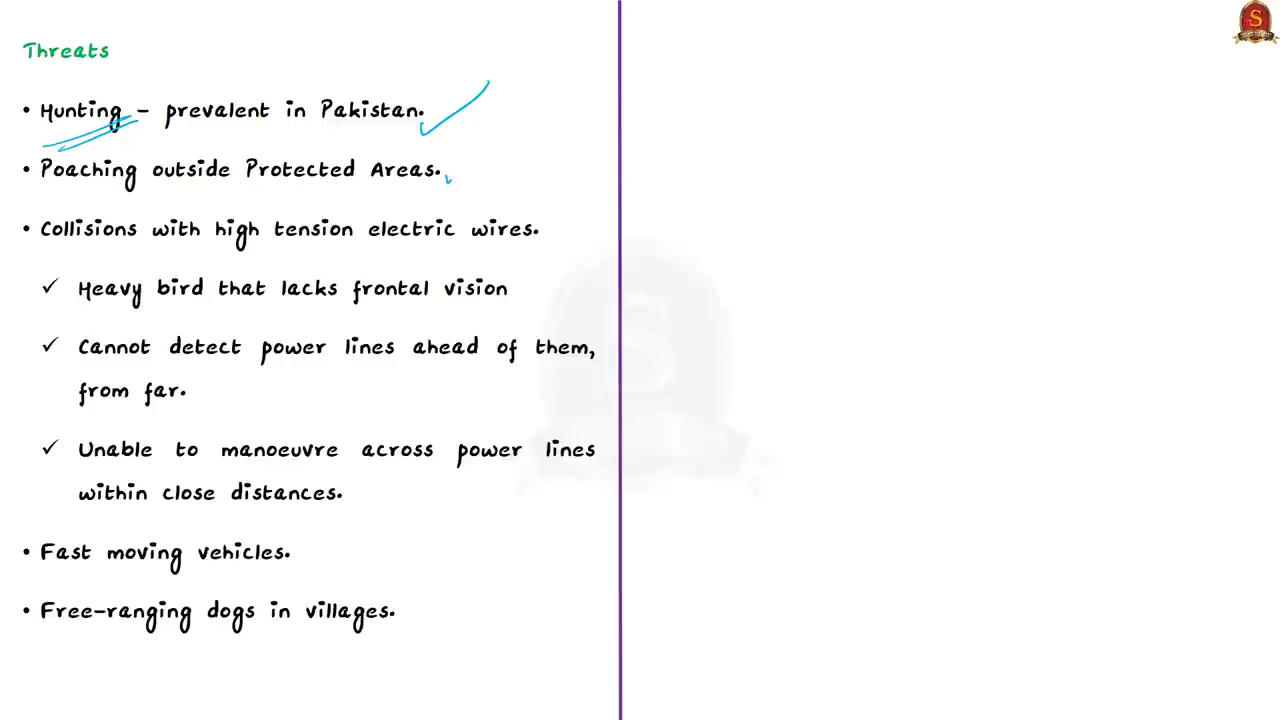 Threats
• Hunting - prevalent in Pakistan.
• Poaching outside Protected Areas.
• Collisions with high tension electric wires.
✓ Heavy bird that lacks frontal vision
✓ Cannot detect power lines ahead of them,
from far.
✓ Unable to manoeuvre across power lines
within close distances.
• Fast moving vehicles.
• Free-ranging dogs in villages.
S
S